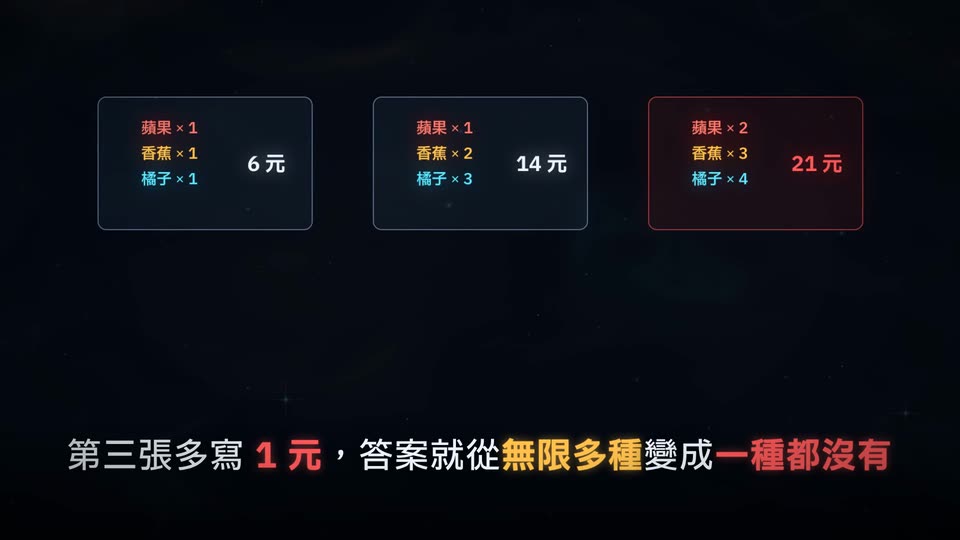 蘋果 × 1
香蕉 × 1
橘子 × 1
6 元
蘋果 × 1
香蕉 × 2
橘子 × 3
14 元
蘋果 × 2
香蕉 × 3
橘子 × 4
21 元
第三張多寫 1 元，答案就從無限多種變成一種都沒有